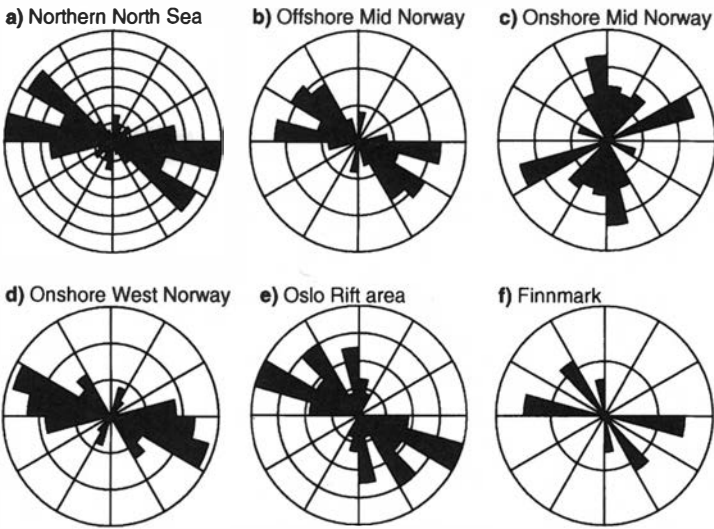 a) Northern North Sea
b) Offshore Mid Norway
c) Onshore Mid Norway
d) Onshore West Norway
e) Oslo Rift area
f) Finnmark